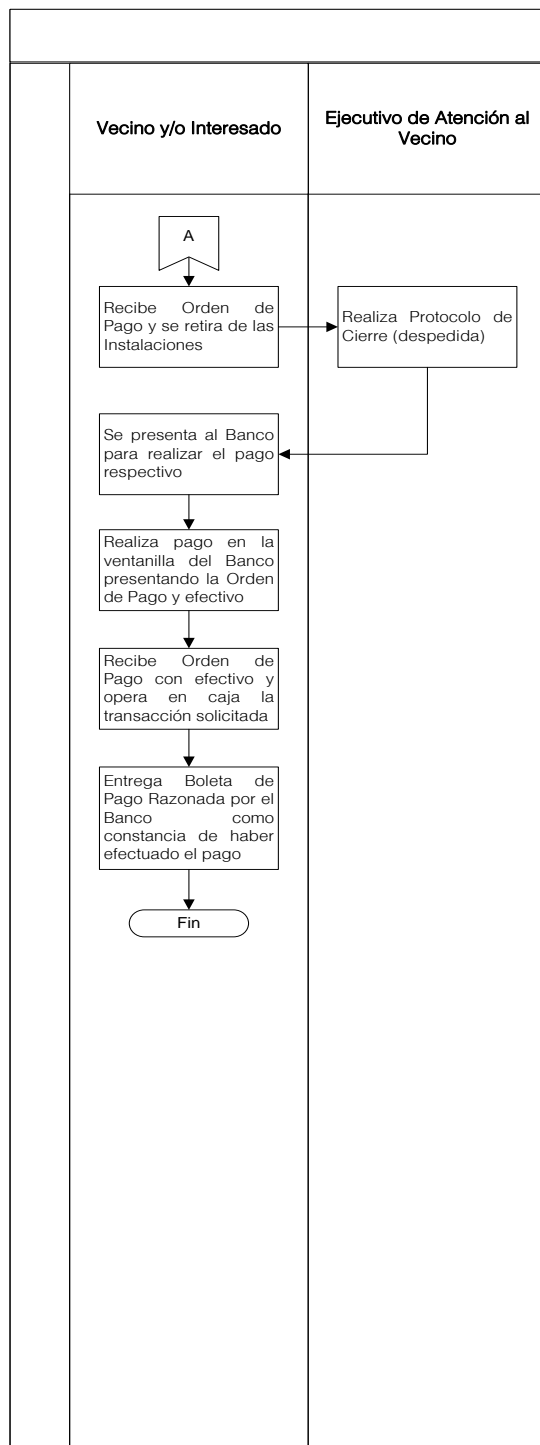 Vecino y/o Interesado
Ejecutivo de Atención al
Vecino
A
Recibe Orden de
Pago y se retira de las
Instalaciones
Realiza Protocolo de
Cierre (despedida)
Se presenta al Banco
para realizar el pago
respectivo
Realiza pago en la
ventanilla del Banco
presentando la Orden
de Pago y efectivo
Recibe Orden de
Pago con efectivo y
opera en caja la
transacción solicitada
Entrega Boleta de
Pago Razonada por el
Banco como
constancia de haber
efectuado el pago
Fin